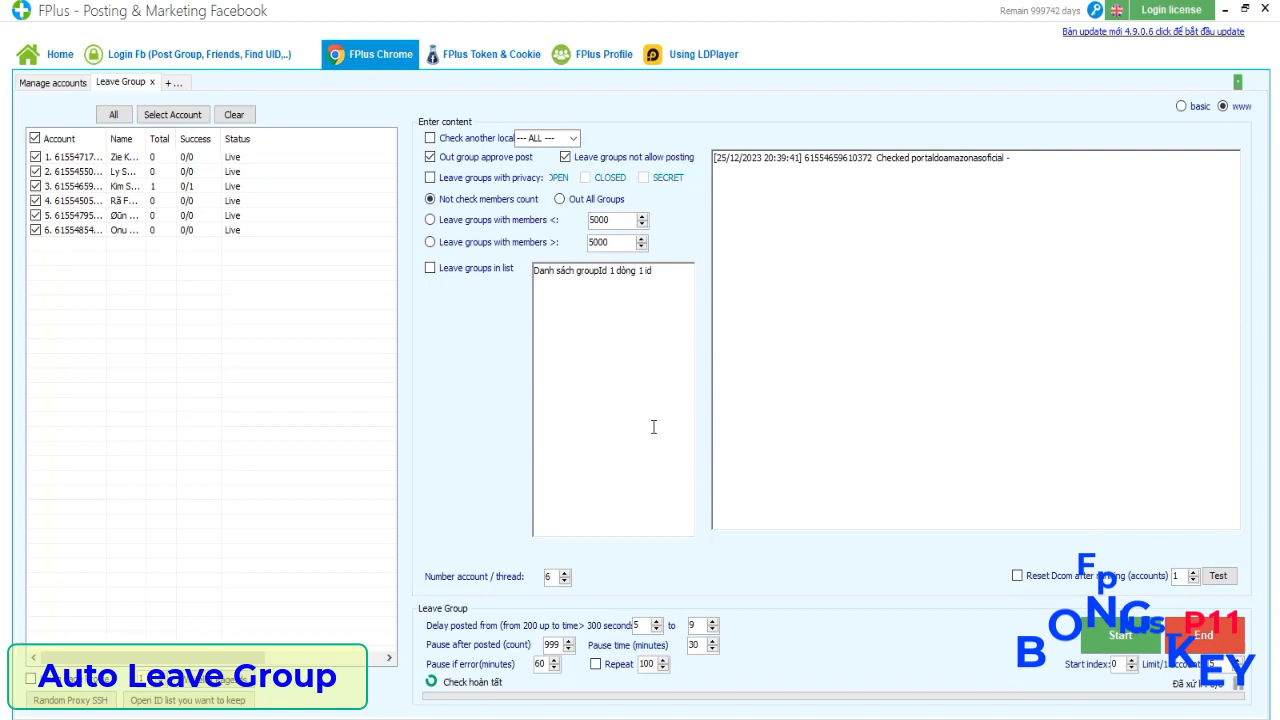 FPlus - Posting & Marketing Facebook
Remain 999742 days
Login license
Bản update mới 4.9.0.6 click để bắt đầu update
Home
Login Fb (Post Group, Friends, Find UID,..)
FPlus Chrome
FPlus Token & Cookie
FPlus Profile
Using LDPlayer
Manage accounts
Leave Group x
+ ...
basic
www
All
Select Account
Clear
Account Name Total Success Status
1. 61554717... Zie K... 0 0/0 Live
2. 61554550... Ly S... 0 0/0 Live
3. 61554659... Kim S... 1 0/1 Live
4. 61554505... Rã F... 0 0/0 Live
5. 61554795... Øũn ... 0 0/0 Live
6. 61554854... Onu ... 0 0/0 Live
Enter content
Check another local --- ALL ---
Out group approve post
Leave groups not allow posting
Leave groups with privacy: OPEN CLOSED SECRET
Not check members count
Out All Groups
Leave groups with members <: 5000
Leave groups with members >: 5000
Leave groups in list
Danh sách groupId 1 dòng 1 id
[25/12/2023 20:39:41] 61554659610372 Checked portaldoamazonasoficial -
Number account / thread: 6
Reset Dcom after (accounts) 1 Test
Leave Group
Delay posted from (from 200 up to time> 300 second: 5 to 9
Pause after posted (count) 999 Pause time (minutes) 30
Pause if error(minutes) 60 Repeat 100
Check hoàn tất
Start
End
Start index: 0
Đã xử lí
Random Proxy SSH
Open ID list you want to keep
Auto Leave Group
Fplus
BONGTKEY
P11